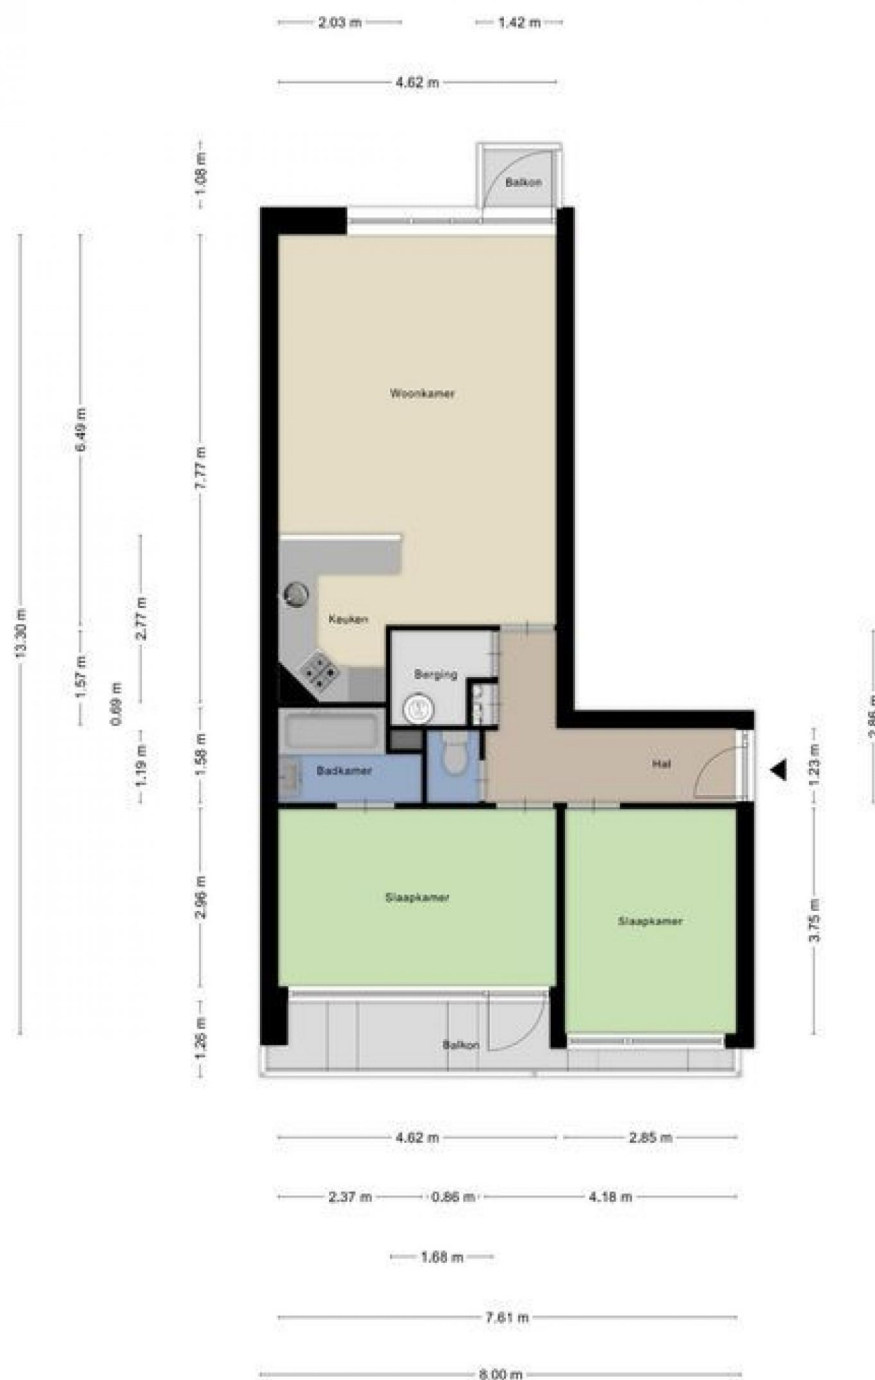 2.03 m
1.42 m
4.62 m
1.08 m
Balkon
Woonkamer
6.49 m
7.77 m
13.30 m
2.77 m
Keuken
1.57 m
0.69 m
Berging
2.86 m
1.19 m
1.58 m
Badkamer
Hal
1.23 m
2.96 m
Slaapkamer
Slaapkamer
3.75 m
1.26 m
Balkon
4.62 m
2.85 m
2.37 m
0.86 m
4.18 m
1.68 m
7.61 m
8.00 m